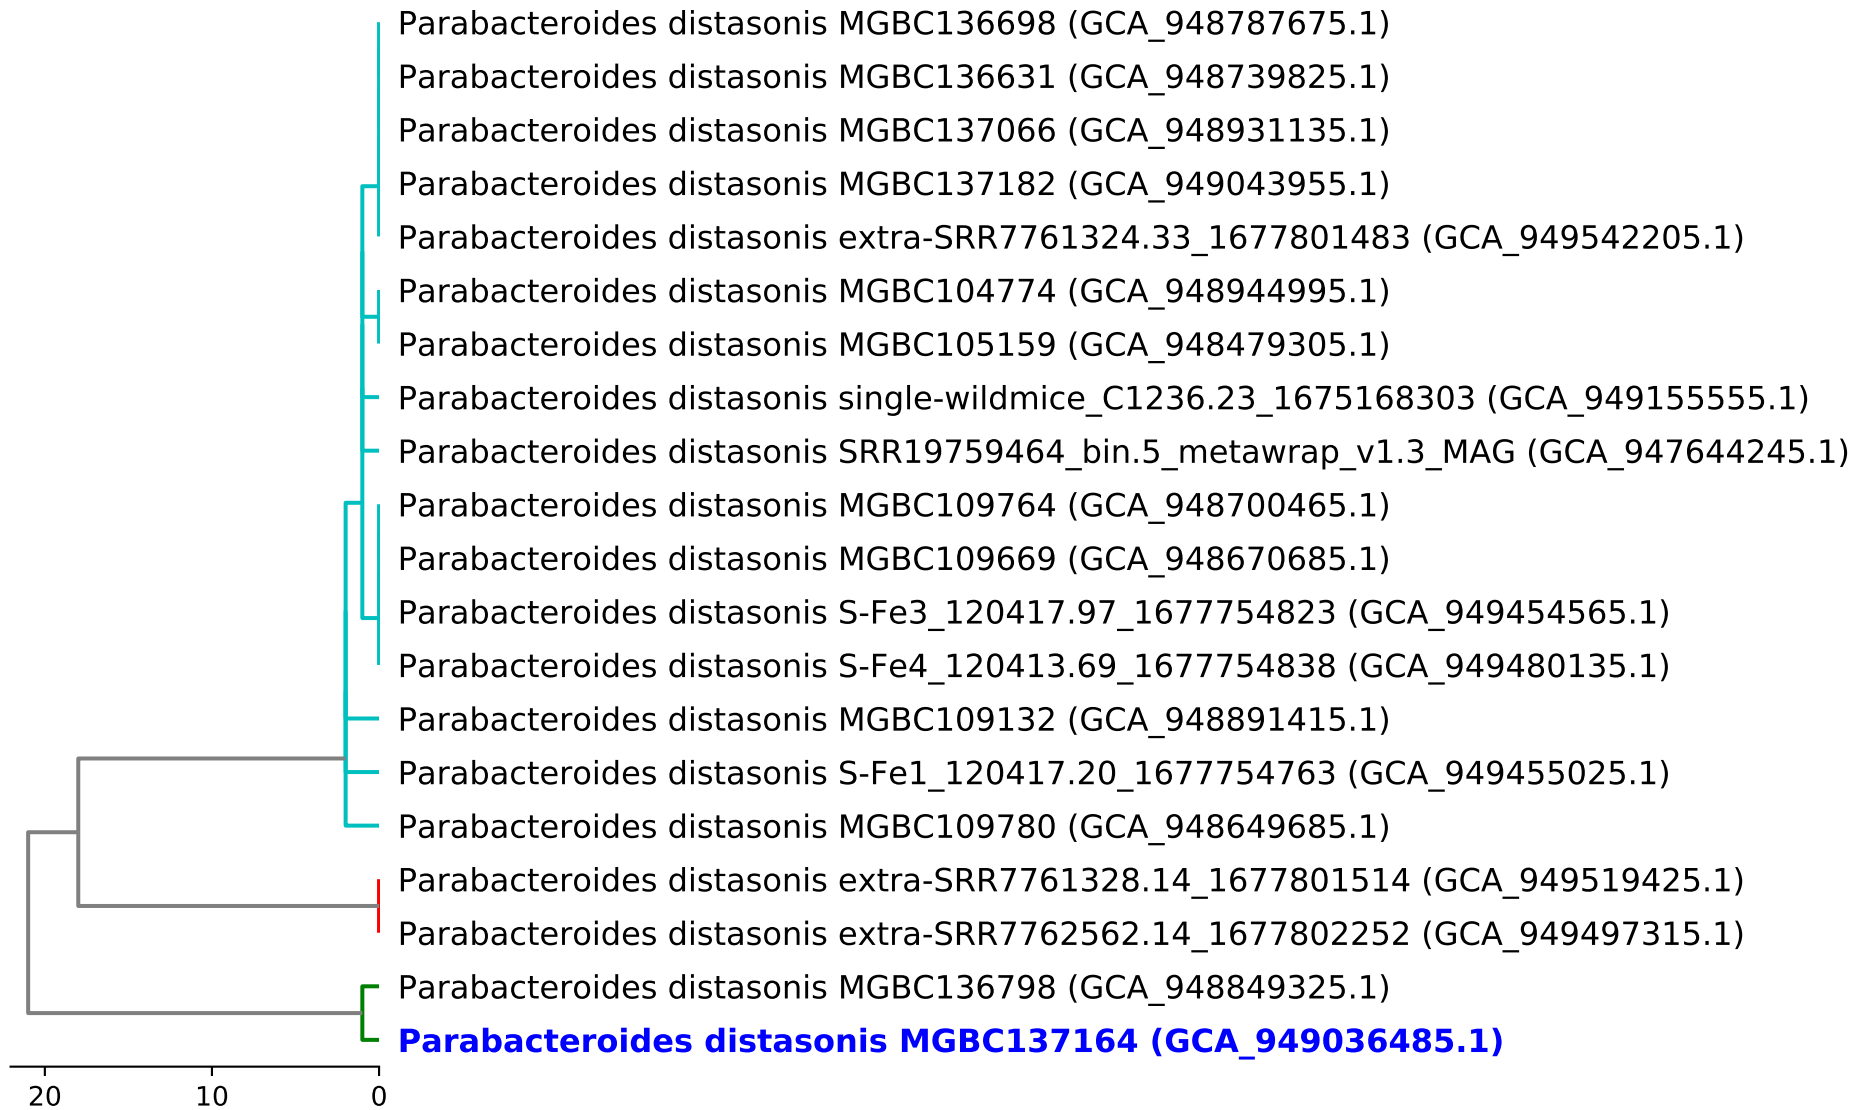 Parabacteroides distasonis MGBC136698 (GCA_948787675.1)
Parabacteroides distasonis MGBC136631 (GCA_948739825.1)
Parabacteroides distasonis MGBC137066 (GCA_948931135.1)
Parabacteroides distasonis MGBC137182 (GCA_949043955.1)
Parabacteroides distasonis extra-SRR7761324.33_1677801483 (GCA_949542205.1)
Parabacteroides distasonis MGBC104774 (GCA_948944995.1)
Parabacteroides distasonis MGBC105159 (GCA_948479305.1)
Parabacteroides distasonis single-wildmice_C1236.23_1675168303 (GCA_949155555.1)
Parabacteroides distasonis SRR19759464_bin.5_metawrap_v1.3_MAG (GCA_947644245.1)
Parabacteroides distasonis MGBC109764 (GCA_948700465.1)
Parabacteroides distasonis MGBC109669 (GCA_948670685.1)
Parabacteroides distasonis S-Fe3_120417.97_1677754823 (GCA_949454565.1)
Parabacteroides distasonis S-Fe4_120413.69_1677754838 (GCA_949480135.1)
Parabacteroides distasonis MGBC109132 (GCA_948891415.1)
Parabacteroides distasonis S-Fe1_120417.20_1677754763 (GCA_949455025.1)
Parabacteroides distasonis MGBC109780 (GCA_948649685.1)
Parabacteroides distasonis extra-SRR7761328.14_1677801514 (GCA_949519425.1)
Parabacteroides distasonis extra-SRR7762562.14_1677802252 (GCA_949497315.1)
Parabacteroides distasonis MGBC136798 (GCA_948849325.1)
Parabacteroides distasonis MGBC137164 (GCA_949036485.1)
20 10 0